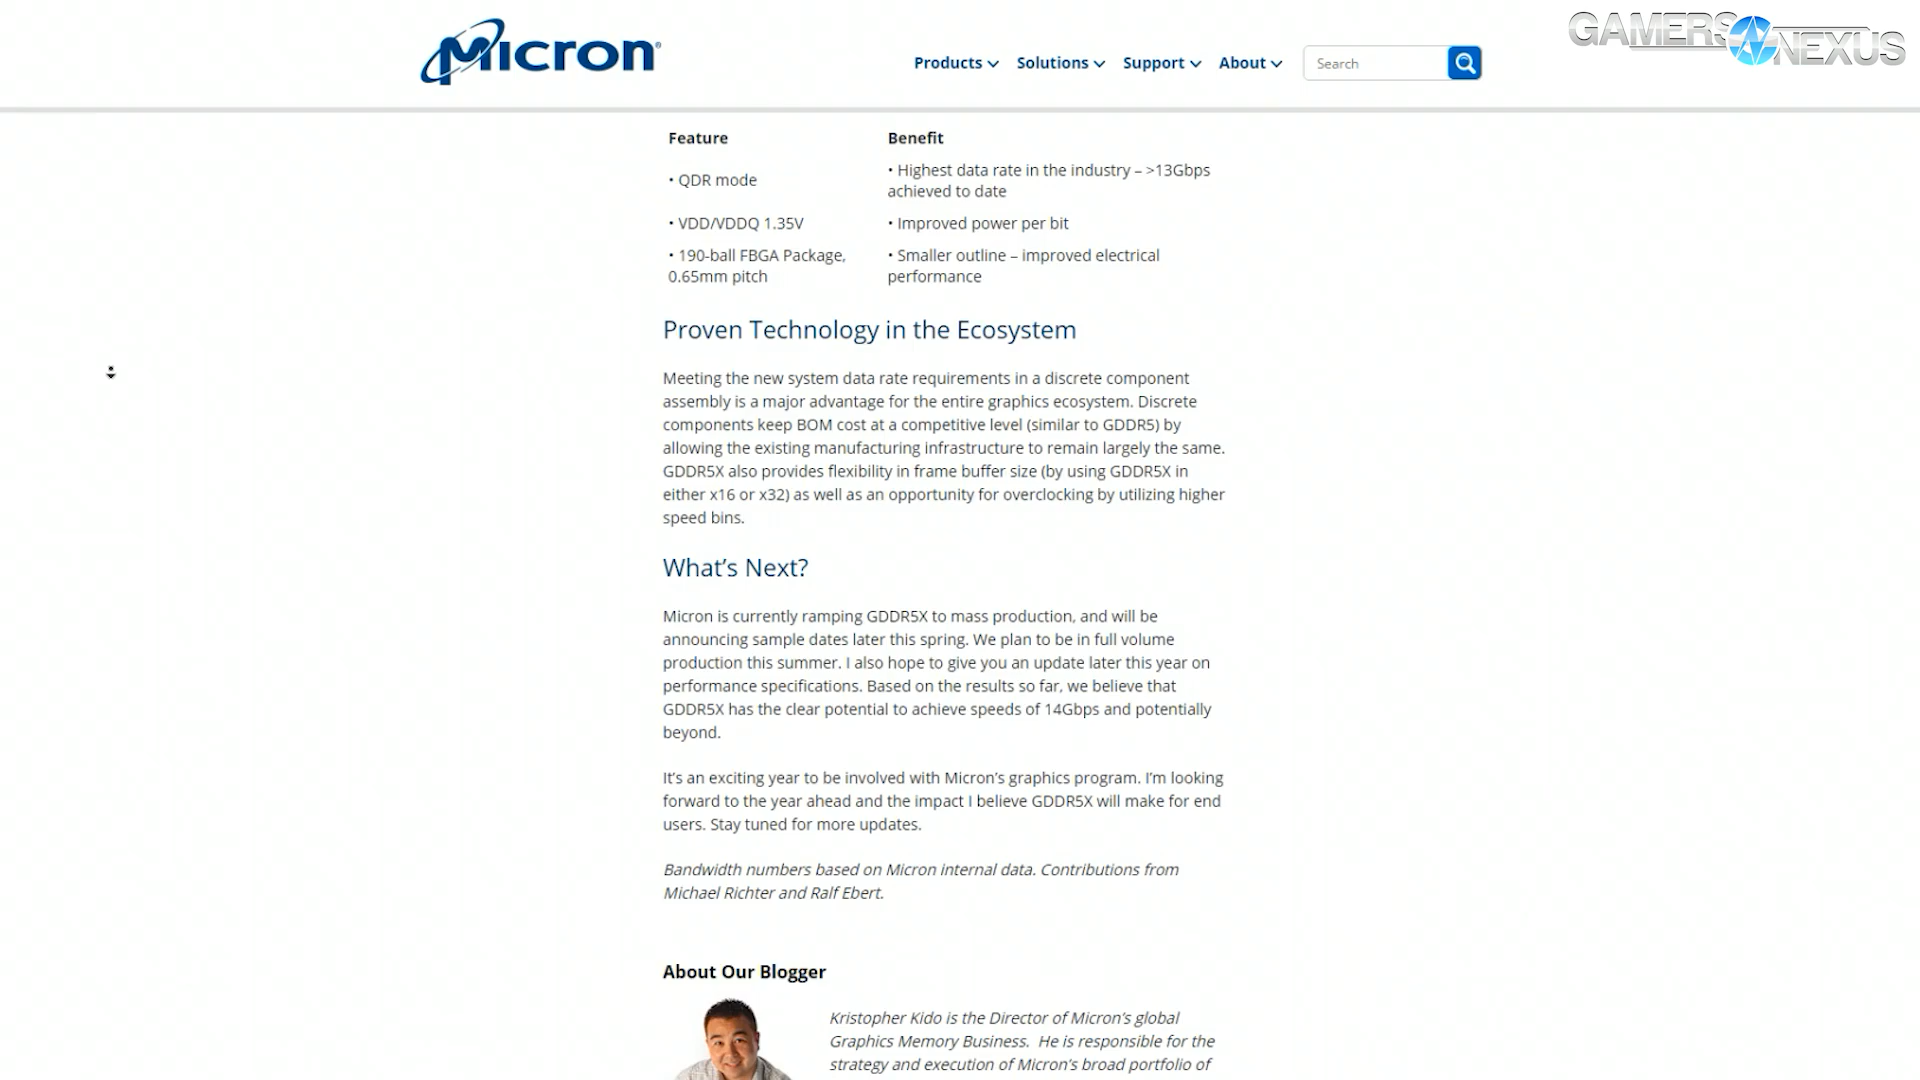 Micron®
GAMERS NEXUS
Products Solutions Support About Search
Feature Benefit
• QDR mode
• Highest data rate in the industry – >13Gbps
achieved to date
• VDD/VDDQ 1.35V • Improved power per bit
• 190-ball FBGA Package,
0.65mm pitch
• Smaller outline – improved electrical
performance
Proven Technology in the Ecosystem
Meeting the new system data rate requirements in a discrete component
assembly is a major advantage for the entire graphics ecosystem. Discrete
components keep BOM cost at a competitive level (similar to GDDR5) by
allowing the existing manufacturing infrastructure to remain largely the same.
GDDR5X also provides flexibility in frame buffer size (by using GDDR5X in
either x16 or x32) as well as an opportunity for overclocking by utilizing higher
speed bins.
What's Next?
Micron is currently ramping GDDR5X to mass production, and will be
announcing sample dates later this spring. We plan to be in full volume
production this summer. I also hope to give you an update later this year on
performance specifications. Based on the results so far, we believe that
GDDR5X has the clear potential to achieve speeds of 14Gbps and potentially
beyond.
It's an exciting year to be involved with Micron's graphics program. I'm looking
forward to the year ahead and the impact I believe GDDR5X will make for end
users. Stay tuned for more updates.
Bandwidth numbers based on Micron internal data. Contributions from
Michael Richter and Ralf Ebert.
About Our Blogger
Kristopher Kido is the Director of Micron's global
Graphics Memory Business. He is responsible for the
strategy and execution of Micron's broad portfolio of